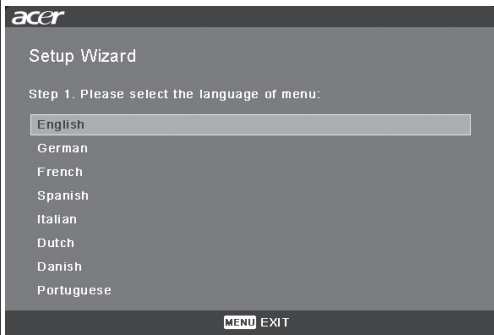 acer
Setup Wizard
Step 1. Please select the language of menu:
English
German
French
Spanish
Italian
Dutch
Danish
Portuguese
MENU EXIT